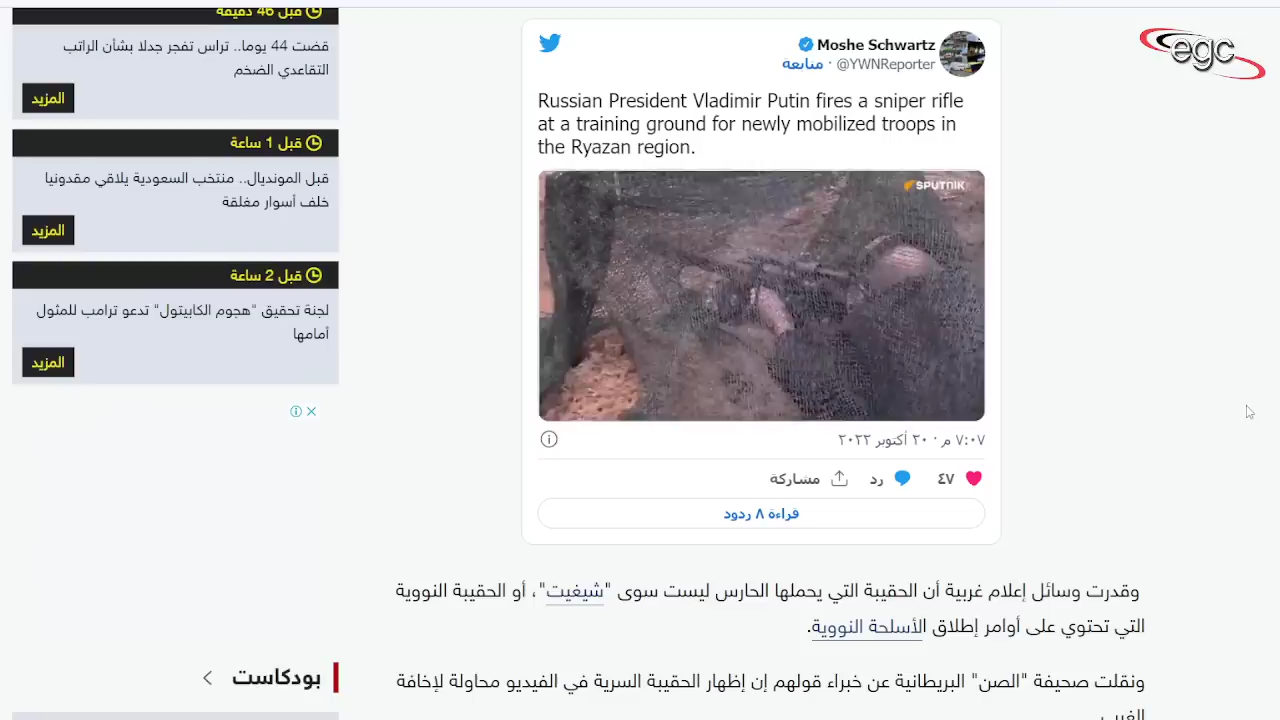 egc
قبل 46 دقيقة
قضت 44 يوما.. تراس تفجر جدلا بشأن الراتب
التقاعدي الضخم
المزيد
قبل 1 ساعة
قبل المونديال.. منتخب السعودية يلاقي مقدونيا
خلف أسوار مغلقة
المزيد
قبل 2 ساعة
لجنة تحقيق "هجوم الكابيتول" تدعو ترامب للمثول
أمامها
المزيد
Moshe Schwartz
@YWNReporter · متابعة
Russian President Vladimir Putin fires a sniper rifle
at a training ground for newly mobilized troops in
the Ryazan region.
SPUTNIK
٧:٠٧ م · ٢٠ أكتوبر ٢٠٢٢
٤٧ رد مشاركة
قراءة ٨ ردود
وقدرت وسائل إعلام غربية أن الحقيبة التي يحملها الحارس ليست سوى "شيغيت"، أو الحقيبة النووية
التي تحتوي على أوامر إطلاق الأسلحة النووية.
ونقلت صحيفة "الصن" البريطانية عن خبراء قولهم إن إظهار الحقيبة السرية في الفيديو محاولة لإخافة
الغرب.
بودكاست